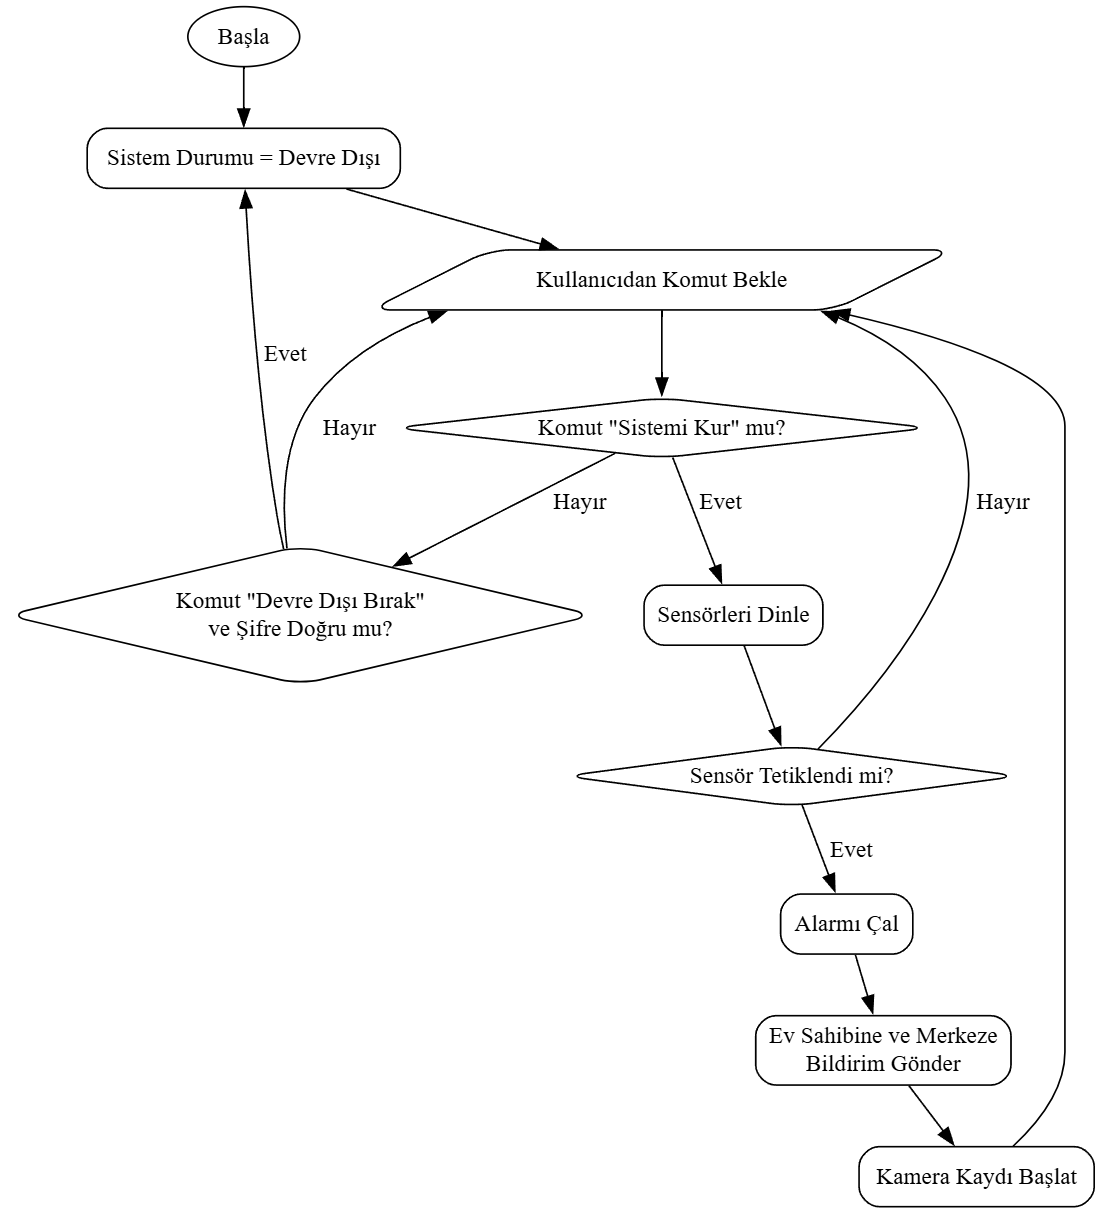 Başla
Sistem Durumu = Devre Dışı
Kullanıcıdan Komut Bekle
Evet
Hayır
Komut "Sistemi Kur" mu?
Hayır
Evet
Hayır
Komut "Devre Dışı Bırak"
ve Şifre Doğru mu?
Sensörleri Dinle
Sensör Tetiklendi mi?
Evet
Alarmı Çal
Ev Sahibine ve Merkeze
Bildirim Gönder
Kamera Kaydı Başlat